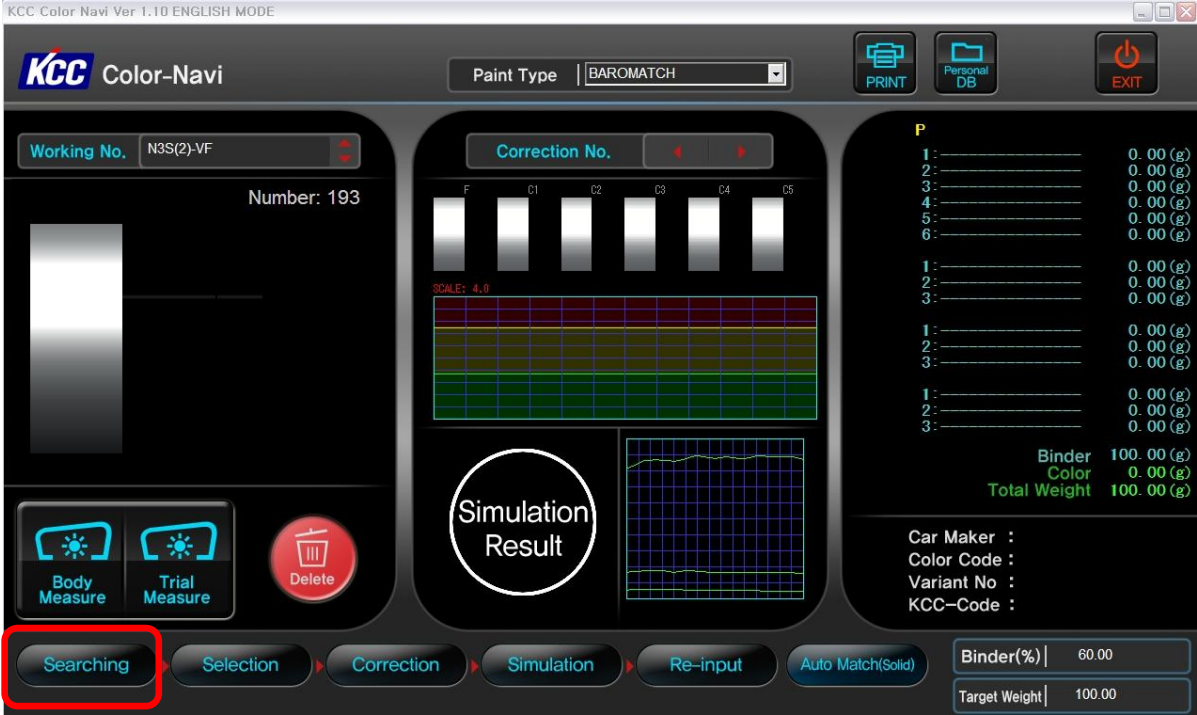 KCC Color Navi Ver 1.10 ENGLISH MODE
KCC Color-Navi
Paint Type BAROMATCH
PRINT
Personal DB
EXIT
Working No. N3S(2)-VF
Number: 193
Correction No.
F C1 C2 C3 C4 C5
SCALE: 4.0
Simulation
Result
P
1: 0.00(g)
2: 0.00(g)
3: 0.00(g)
4: 0.00(g)
5: 0.00(g)
6: 0.00(g)
1: 0.00(g)
2: 0.00(g)
3: 0.00(g)
1: 0.00(g)
2: 0.00(g)
3: 0.00(g)
1: 0.00(g)
2: 0.00(g)
3: 0.00(g)
Binder 100.00(g)
Color 0.00(g)
Total Weight 100.00(g)
Car Maker :
Color Code :
Variant No :
KCC-Code :
Body
Measure
Trial
Measure
Delete
Searching Selection Correction Simulation Re-input Auto Match(Solid)
Binder(%) 60.00
Target Weight 100.00